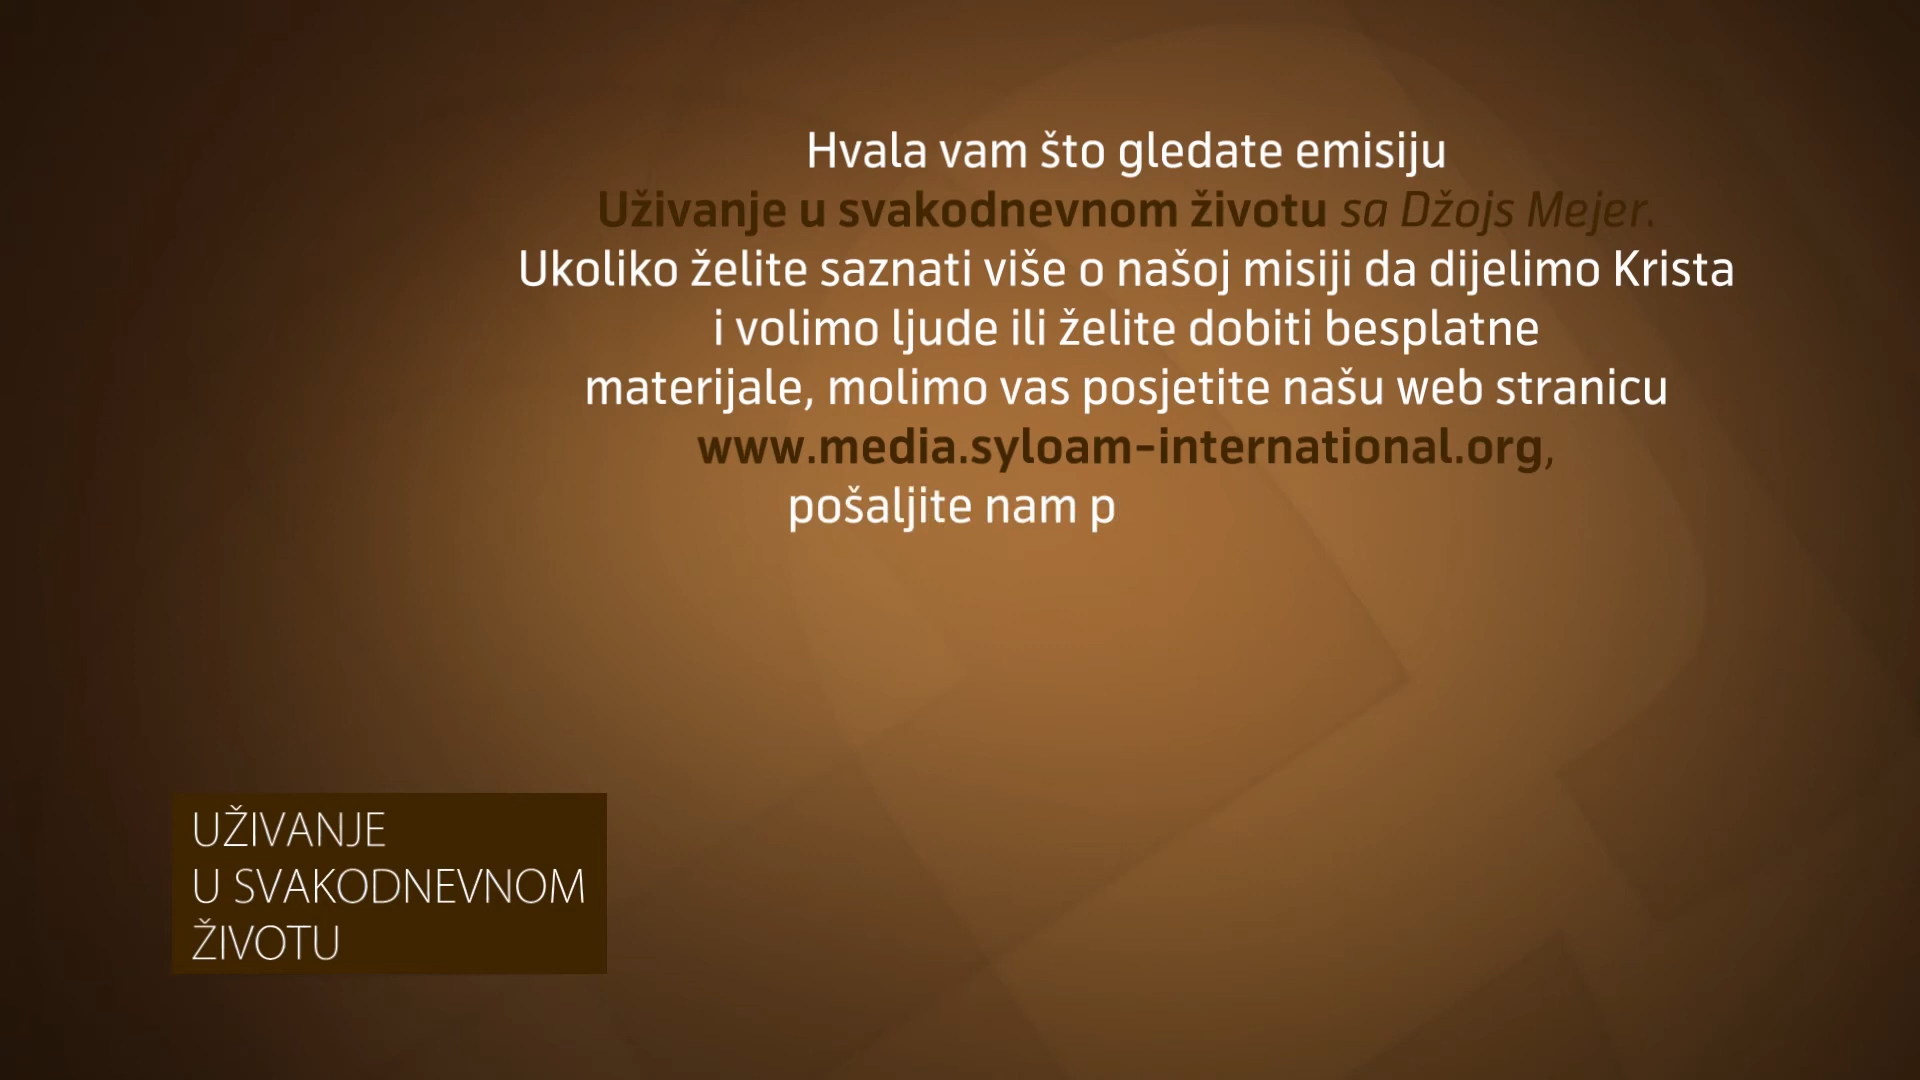 Hvala vam što gledate emisiju
Uživanje u svakodnevnom životu sa Džojs Mejer.
Ukoliko želite saznati više o našoj misiji da dijelimo Krista
i volimo ljude ili želite dobiti besplatne
materijale, molimo vas posjetite našu web stranicu
www.media.syloam-international.org,
pošaljite nam p
UŽIVANJE
U SVAKODNEVNOM
ŽIVOTU